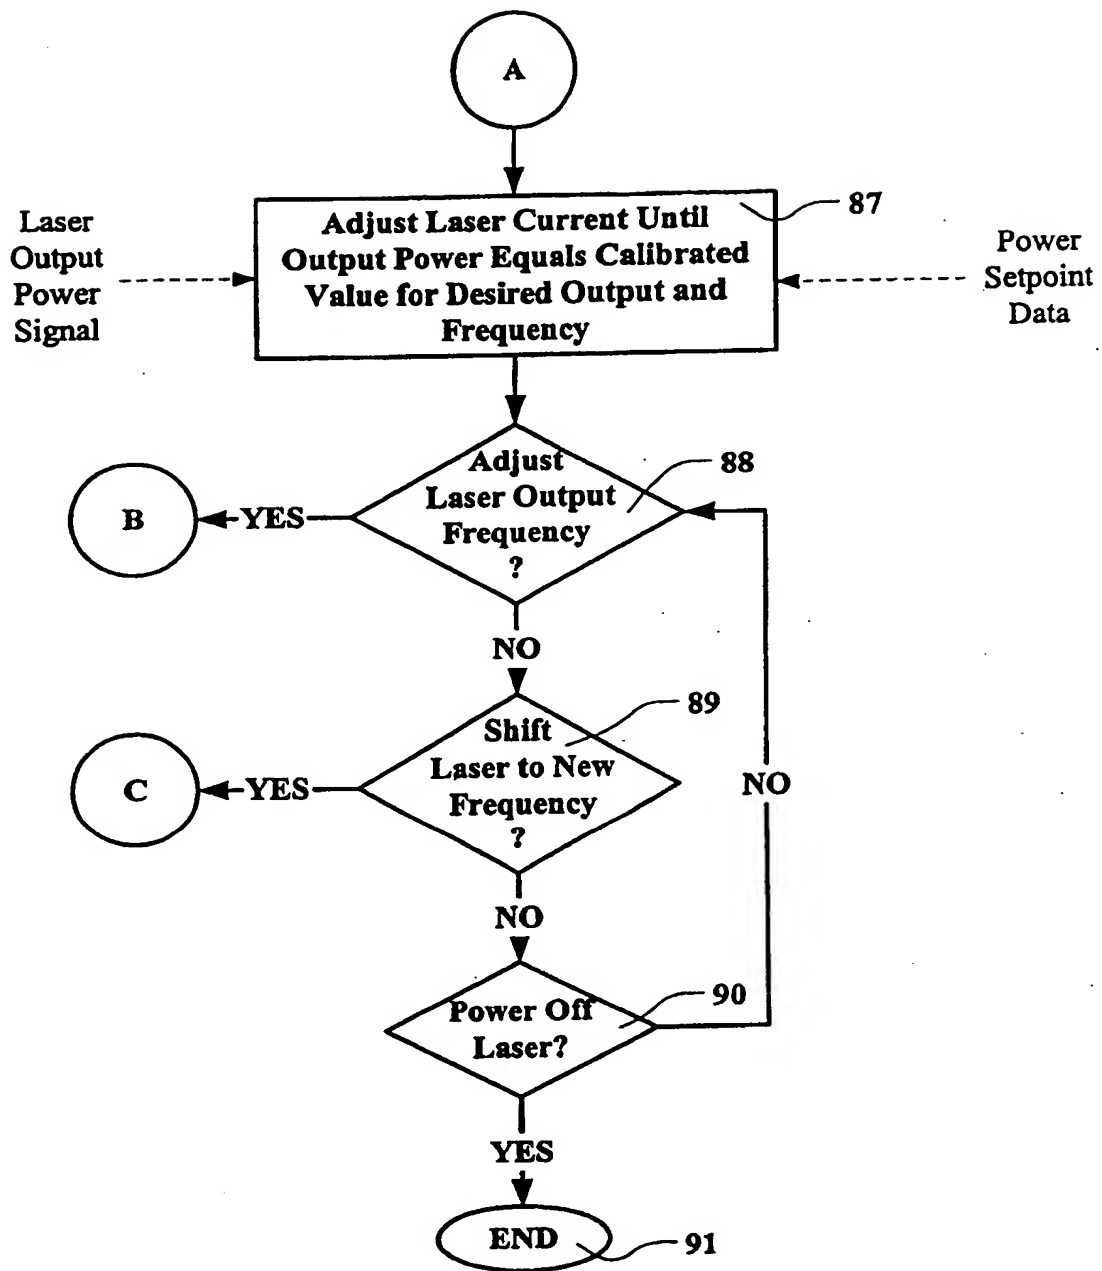 A
87
Adjust Laser Current Until
Output Power Equals Calibrated
Value for Desired Output and
Frequency
Laser
Output
Power
Signal
Power
Setpoint
Data
88
Adjust
Laser Output
Frequency
?
YES
B
NO
89
Shift
Laser to New
Frequency
?
YES
C
NO
NO
90
Power Off
Laser?
YES
END
91